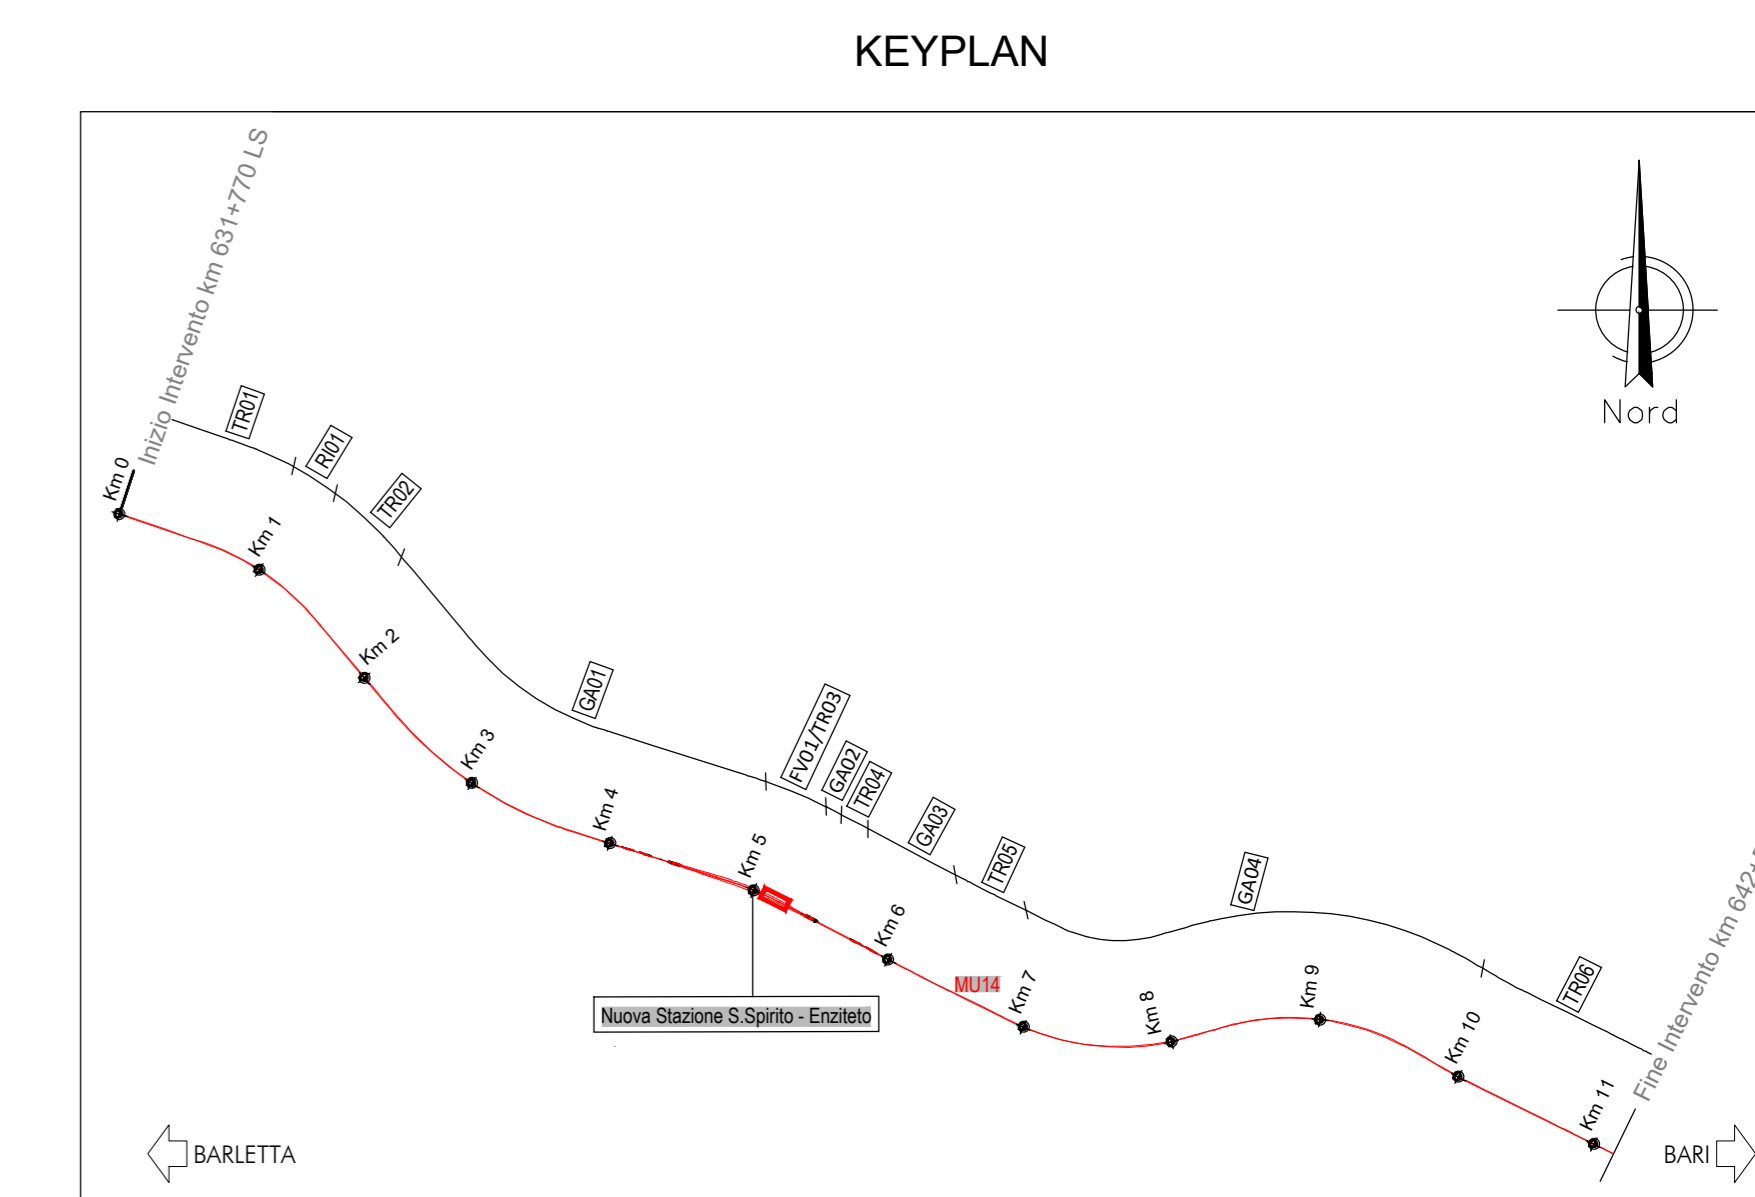 KEYPLAN
Inizio Intervento km 631+770 LS
Nord
TR01
RI01
TR02
GA01
FV01/TR03
GA02
TR04
GA03
TR05
GA04
TR06
Km 0
Km 1
Km 2
Km 3
Km 4
Km 5
Km 6
MU14
Km 7
Km 8
Km 9
Km 10
Km 11
Nuova Stazione S.Spirito - Enziteto
Fine Intervento km 642+
BARLETTA
BARI